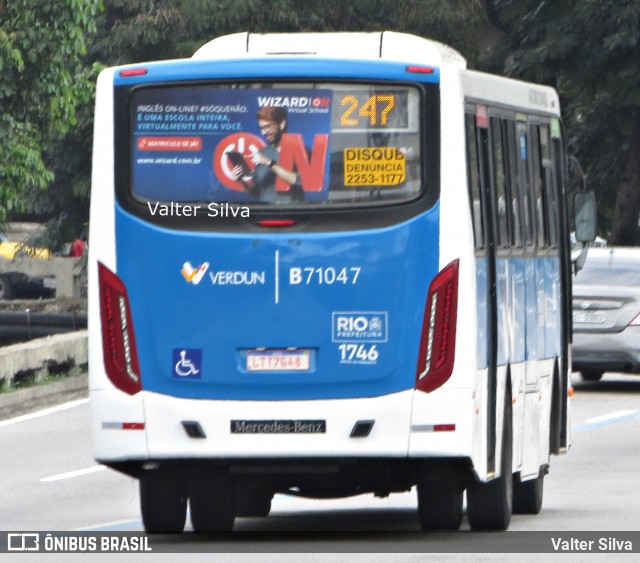 INGLÊS ON-LINE? #SÓQUENÃO.
É UMA ESCOLA INTEIRA,
VIRTUALMENTE PARA VOCÊ.
MATRICULE-SE JÁ!
www.wizard.com.br
WIZARD ON
Virtual School
ON
247
DISQUE
DENÚNCIA
2253-1177
Valter Silva
VERDUN
B71047
RIO
PREFEITURA
1746
LTT7G48
Mercedes-Benz
ÔNIBUS BRASIL
Valter Silva